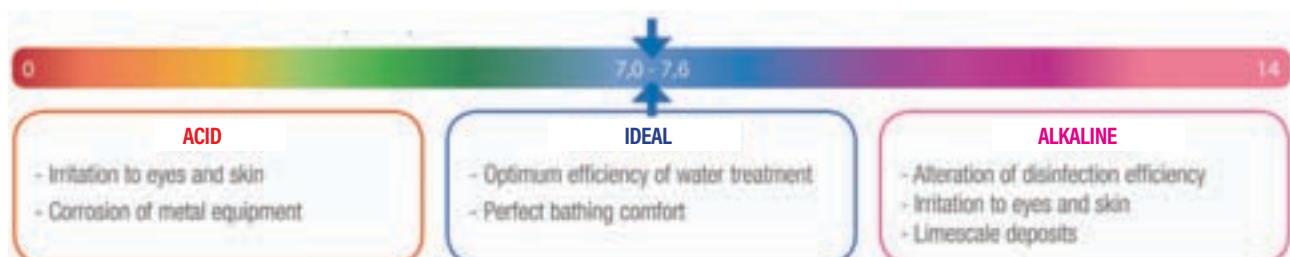 0 7,0 - 7,6 14
ACID
- Irritation to eyes and skin
- Corrosion of metal equipment
IDEAL
- Optimum efficiency of water treatment
- Perfect bathing comfort
ALKALINE
- Alteration of disinfection efficiency
- Irritation to eyes and skin
- Limescale deposits